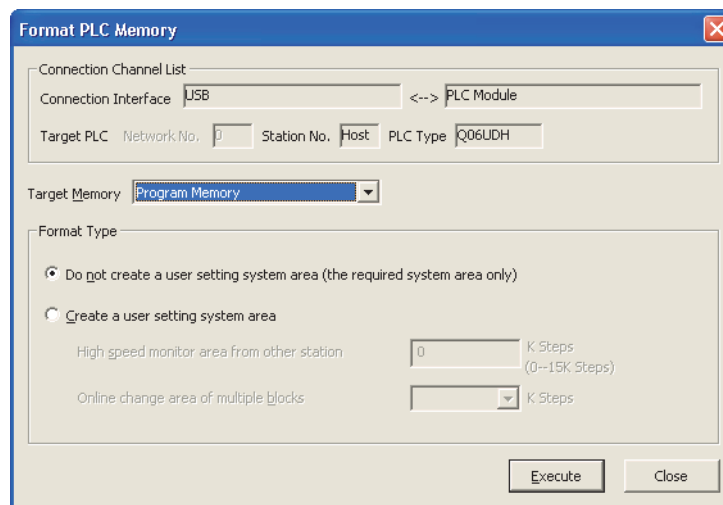 Format PLC Memory
Connection Channel List
Connection Interface USB <--> PLC Module
Target PLC Network No. 0 Station No. Host PLC Type Q06UDH
Target Memory Program Memory
Format Type
Do not create a user setting system area (the required system area only)
Create a user setting system area
High speed monitor area from other station 0 K Steps
(0--15K Steps)
Online change area of multiple blocks K Steps
Execute Close